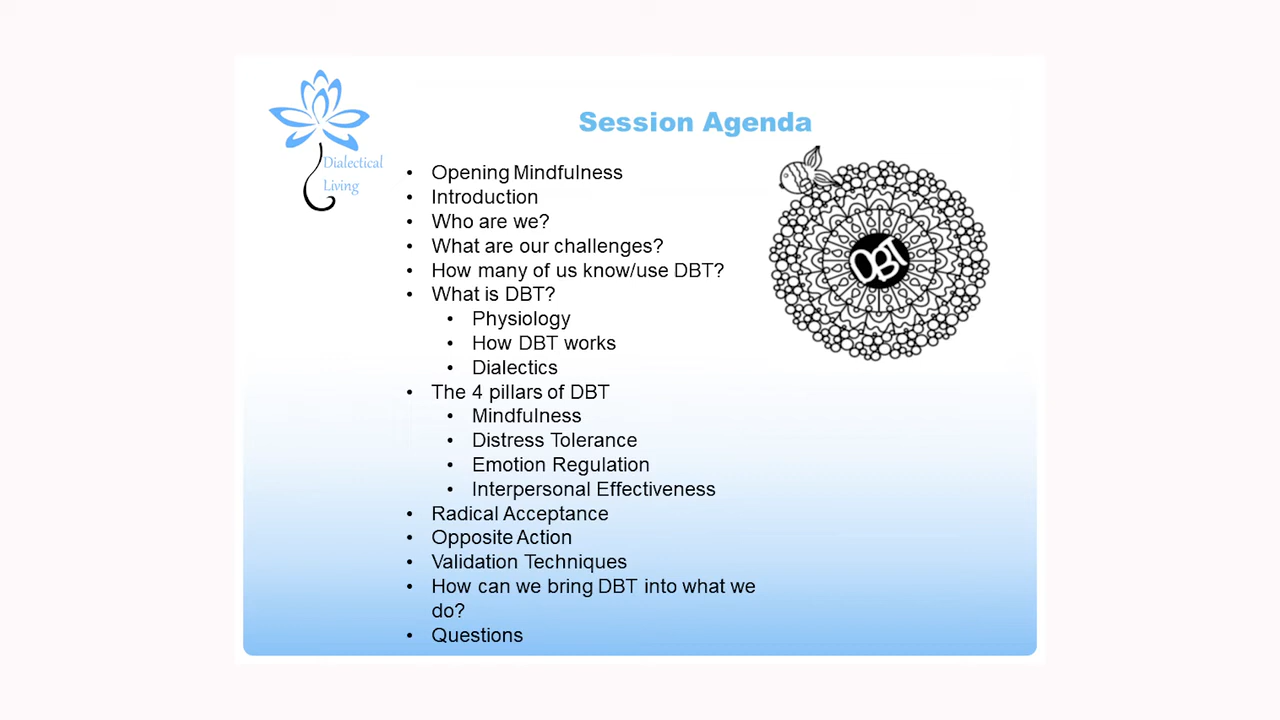 Dialectical
Living
Session Agenda
• Opening Mindfulness
• Introduction
• Who are we?
• What are our challenges?
• How many of us know/use DBT?
• What is DBT?
• Physiology
• How DBT works
• Dialectics
• The 4 pillars of DBT
• Mindfulness
• Distress Tolerance
• Emotion Regulation
• Interpersonal Effectiveness
• Radical Acceptance
• Opposite Action
• Validation Techniques
• How can we bring DBT into what we
do?
• Questions
DBT